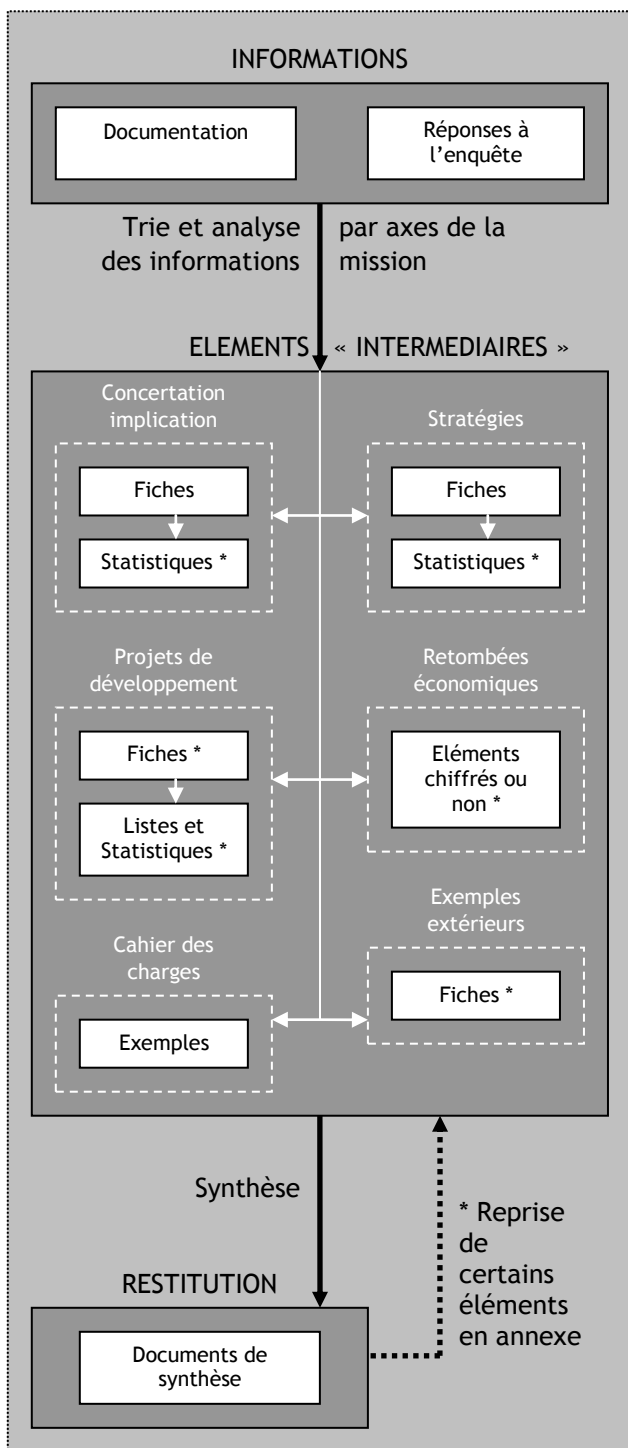 INFORMATIONS
Documentation
Réponses à
l’enquête
Trie et analyse
des informations
par axes de la
mission
ELEMENTS « INTERMEDIAIRES »
Concertation
implication
Fiches
Statistiques *
Stratégies
Fiches
Statistiques *
Projets de
développement
Fiches *
Listes et
Statistiques *
Retombées
économiques
Eléments
chiffrés ou
non *
Cahier des
charges
Exemples
Exemples
extérieurs
Fiches *
Synthèse
* Reprise
de
certains
éléments
en annexe
RESTITUTION
Documents de
synthèse